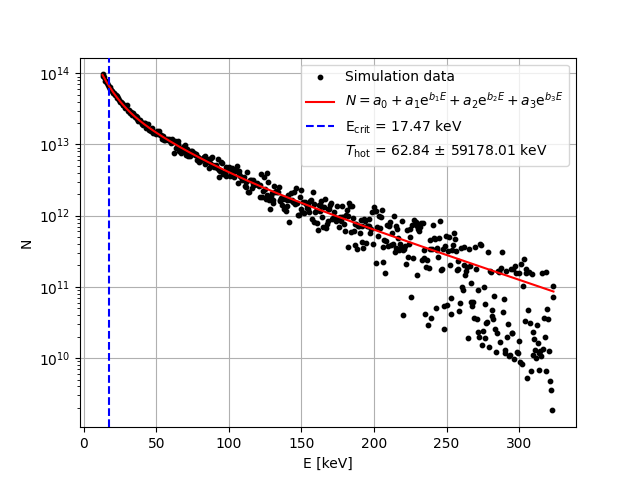 Simulation data
N = a₀ + a₁e^{b₁E} + a₂e^{b₂E} + a₃e^{b₃E}
E_crit = 17.47 keV
T_hot = 62.84 ± 59178.01 keV
10¹⁴
10¹³
10¹²
10¹¹
10¹⁰
N
0 50 100 150 200 250 300
E [keV]